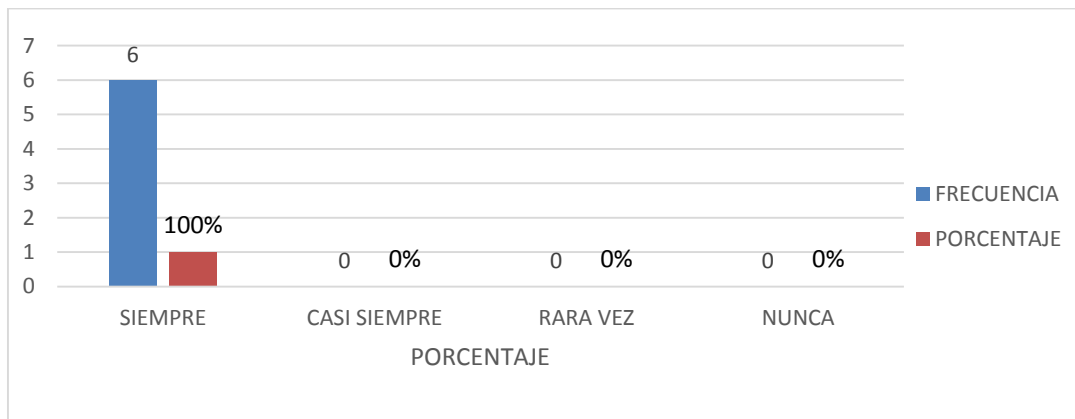 7
6
5
4
3
2
1
0
6
100%
0
0%
0
0%
0
0%
SIEMPRE
CASI SIEMPRE
RARA VEZ
NUNCA
PORCENTAJE
FRECUENCIA
PORCENTAJE